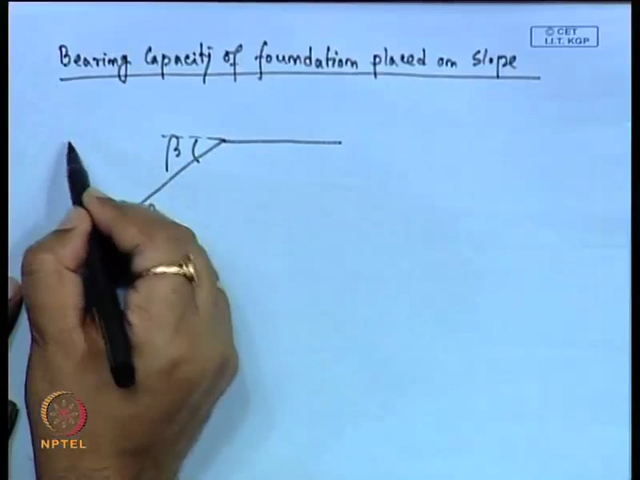 © CET
I.I.T. KGP
Bearing Capacity of foundation placed on slope
β
NPTEL